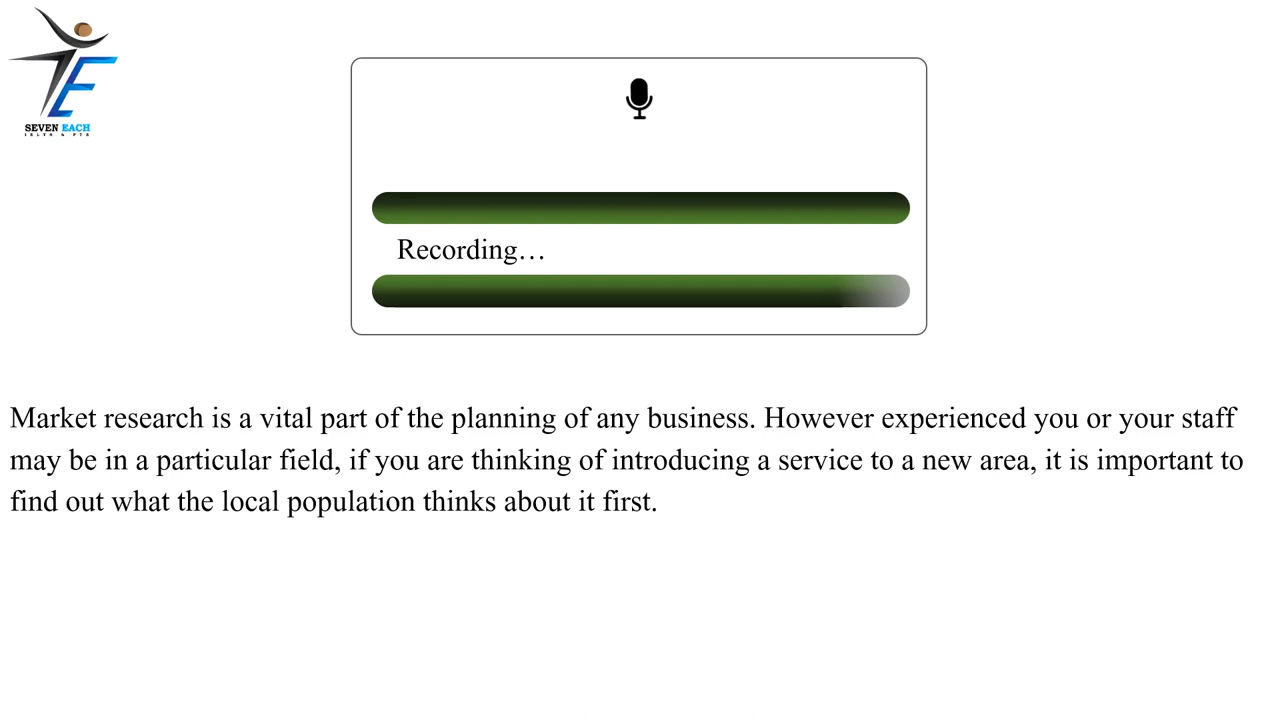 SEVEN EACH
IELTS & PTE
Recording…
Market research is a vital part of the planning of any business. However experienced you or your staff
may be in a particular field, if you are thinking of introducing a service to a new area, it is important to
find out what the local population thinks about it first.